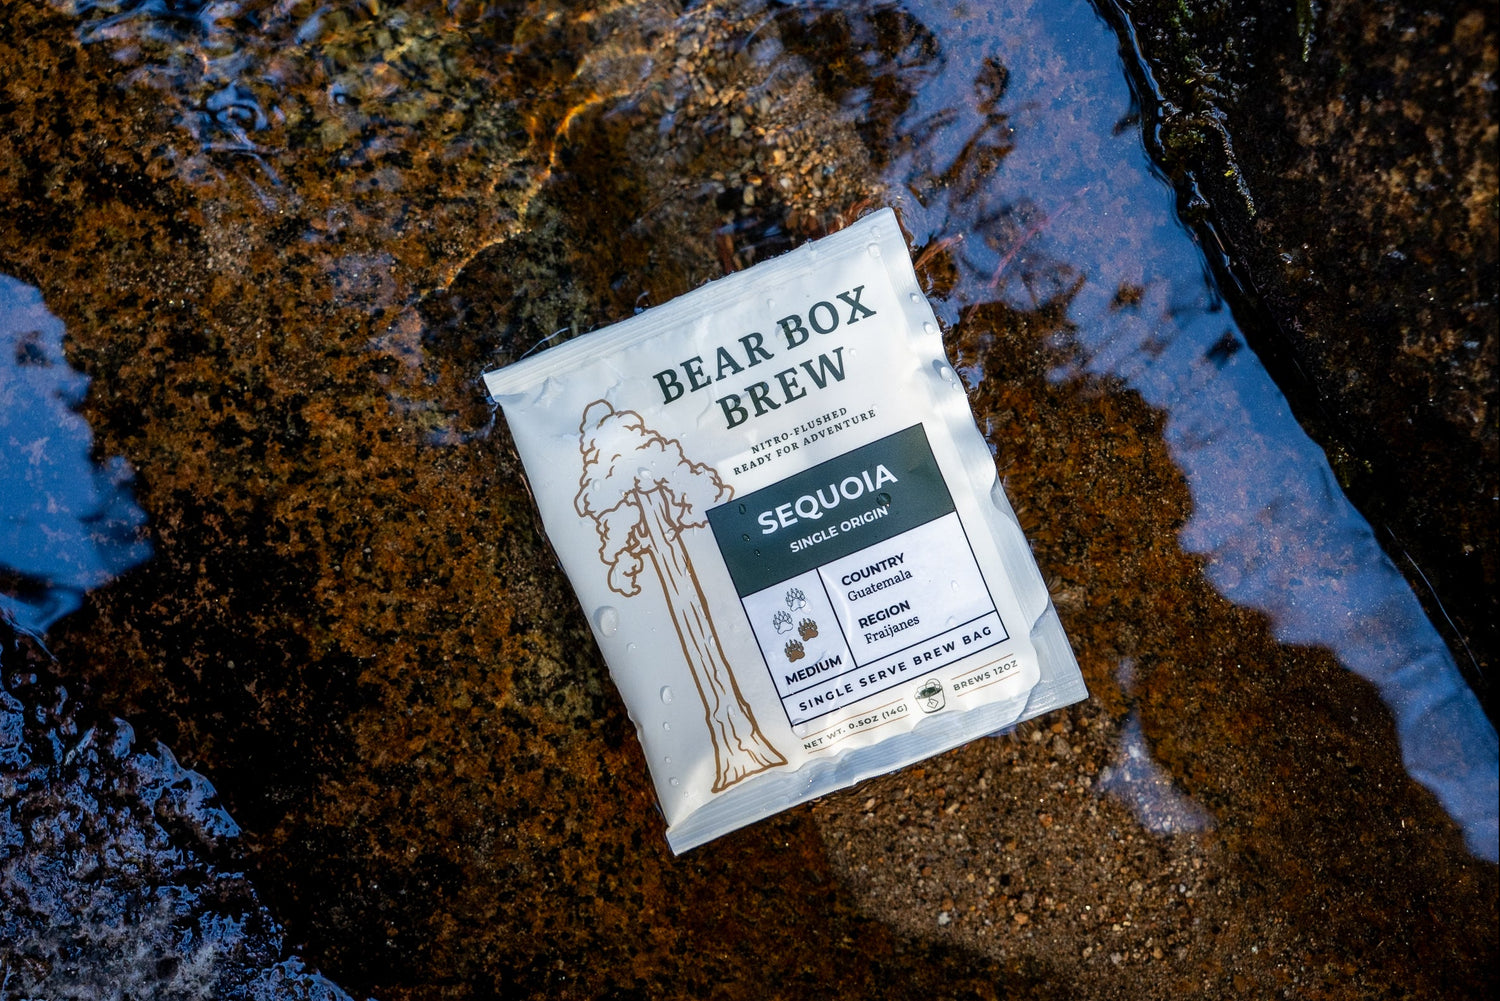 BEAR BOX
BREW
NITRO-FLUSHED
READY FOR ADVENTURE
SEQUOIA
SINGLE ORIGIN
COUNTRY
Guatemala
REGION
Fraijanes
MEDIUM
SINGLE SERVE BREW BAG
NET WT. 0.5OZ (14G)
BREWS 12OZ